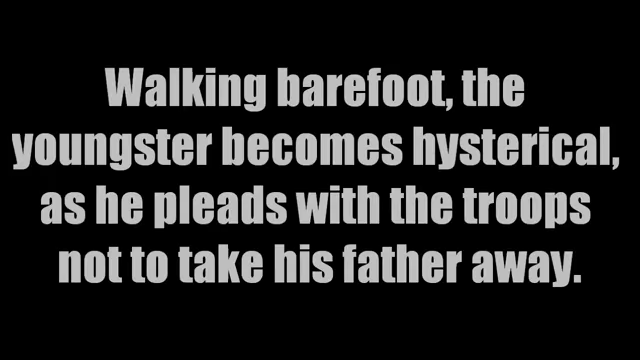 Walking barefoot, the
youngster becomes hysterical,
as he pleads with the troops
not to take his father away.